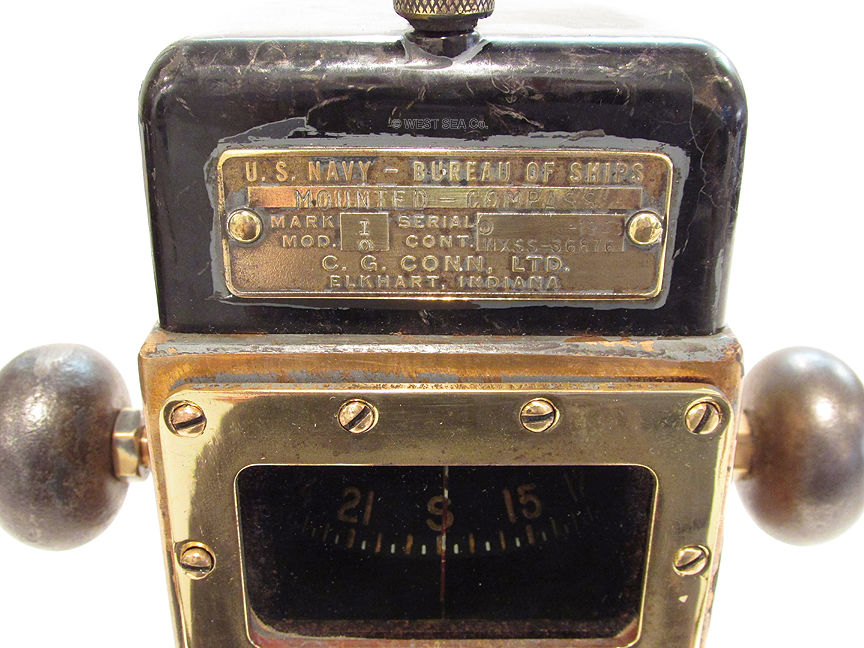 © WEST SEA Co.
U. S. NAVY - BUREAU OF SHIPS
MOUNTED - COMPASS
MARK I SERIAL
MOD. 0 CONT.
C. G. CONN, LTD.
ELKHART, INDIANA
21 S 15